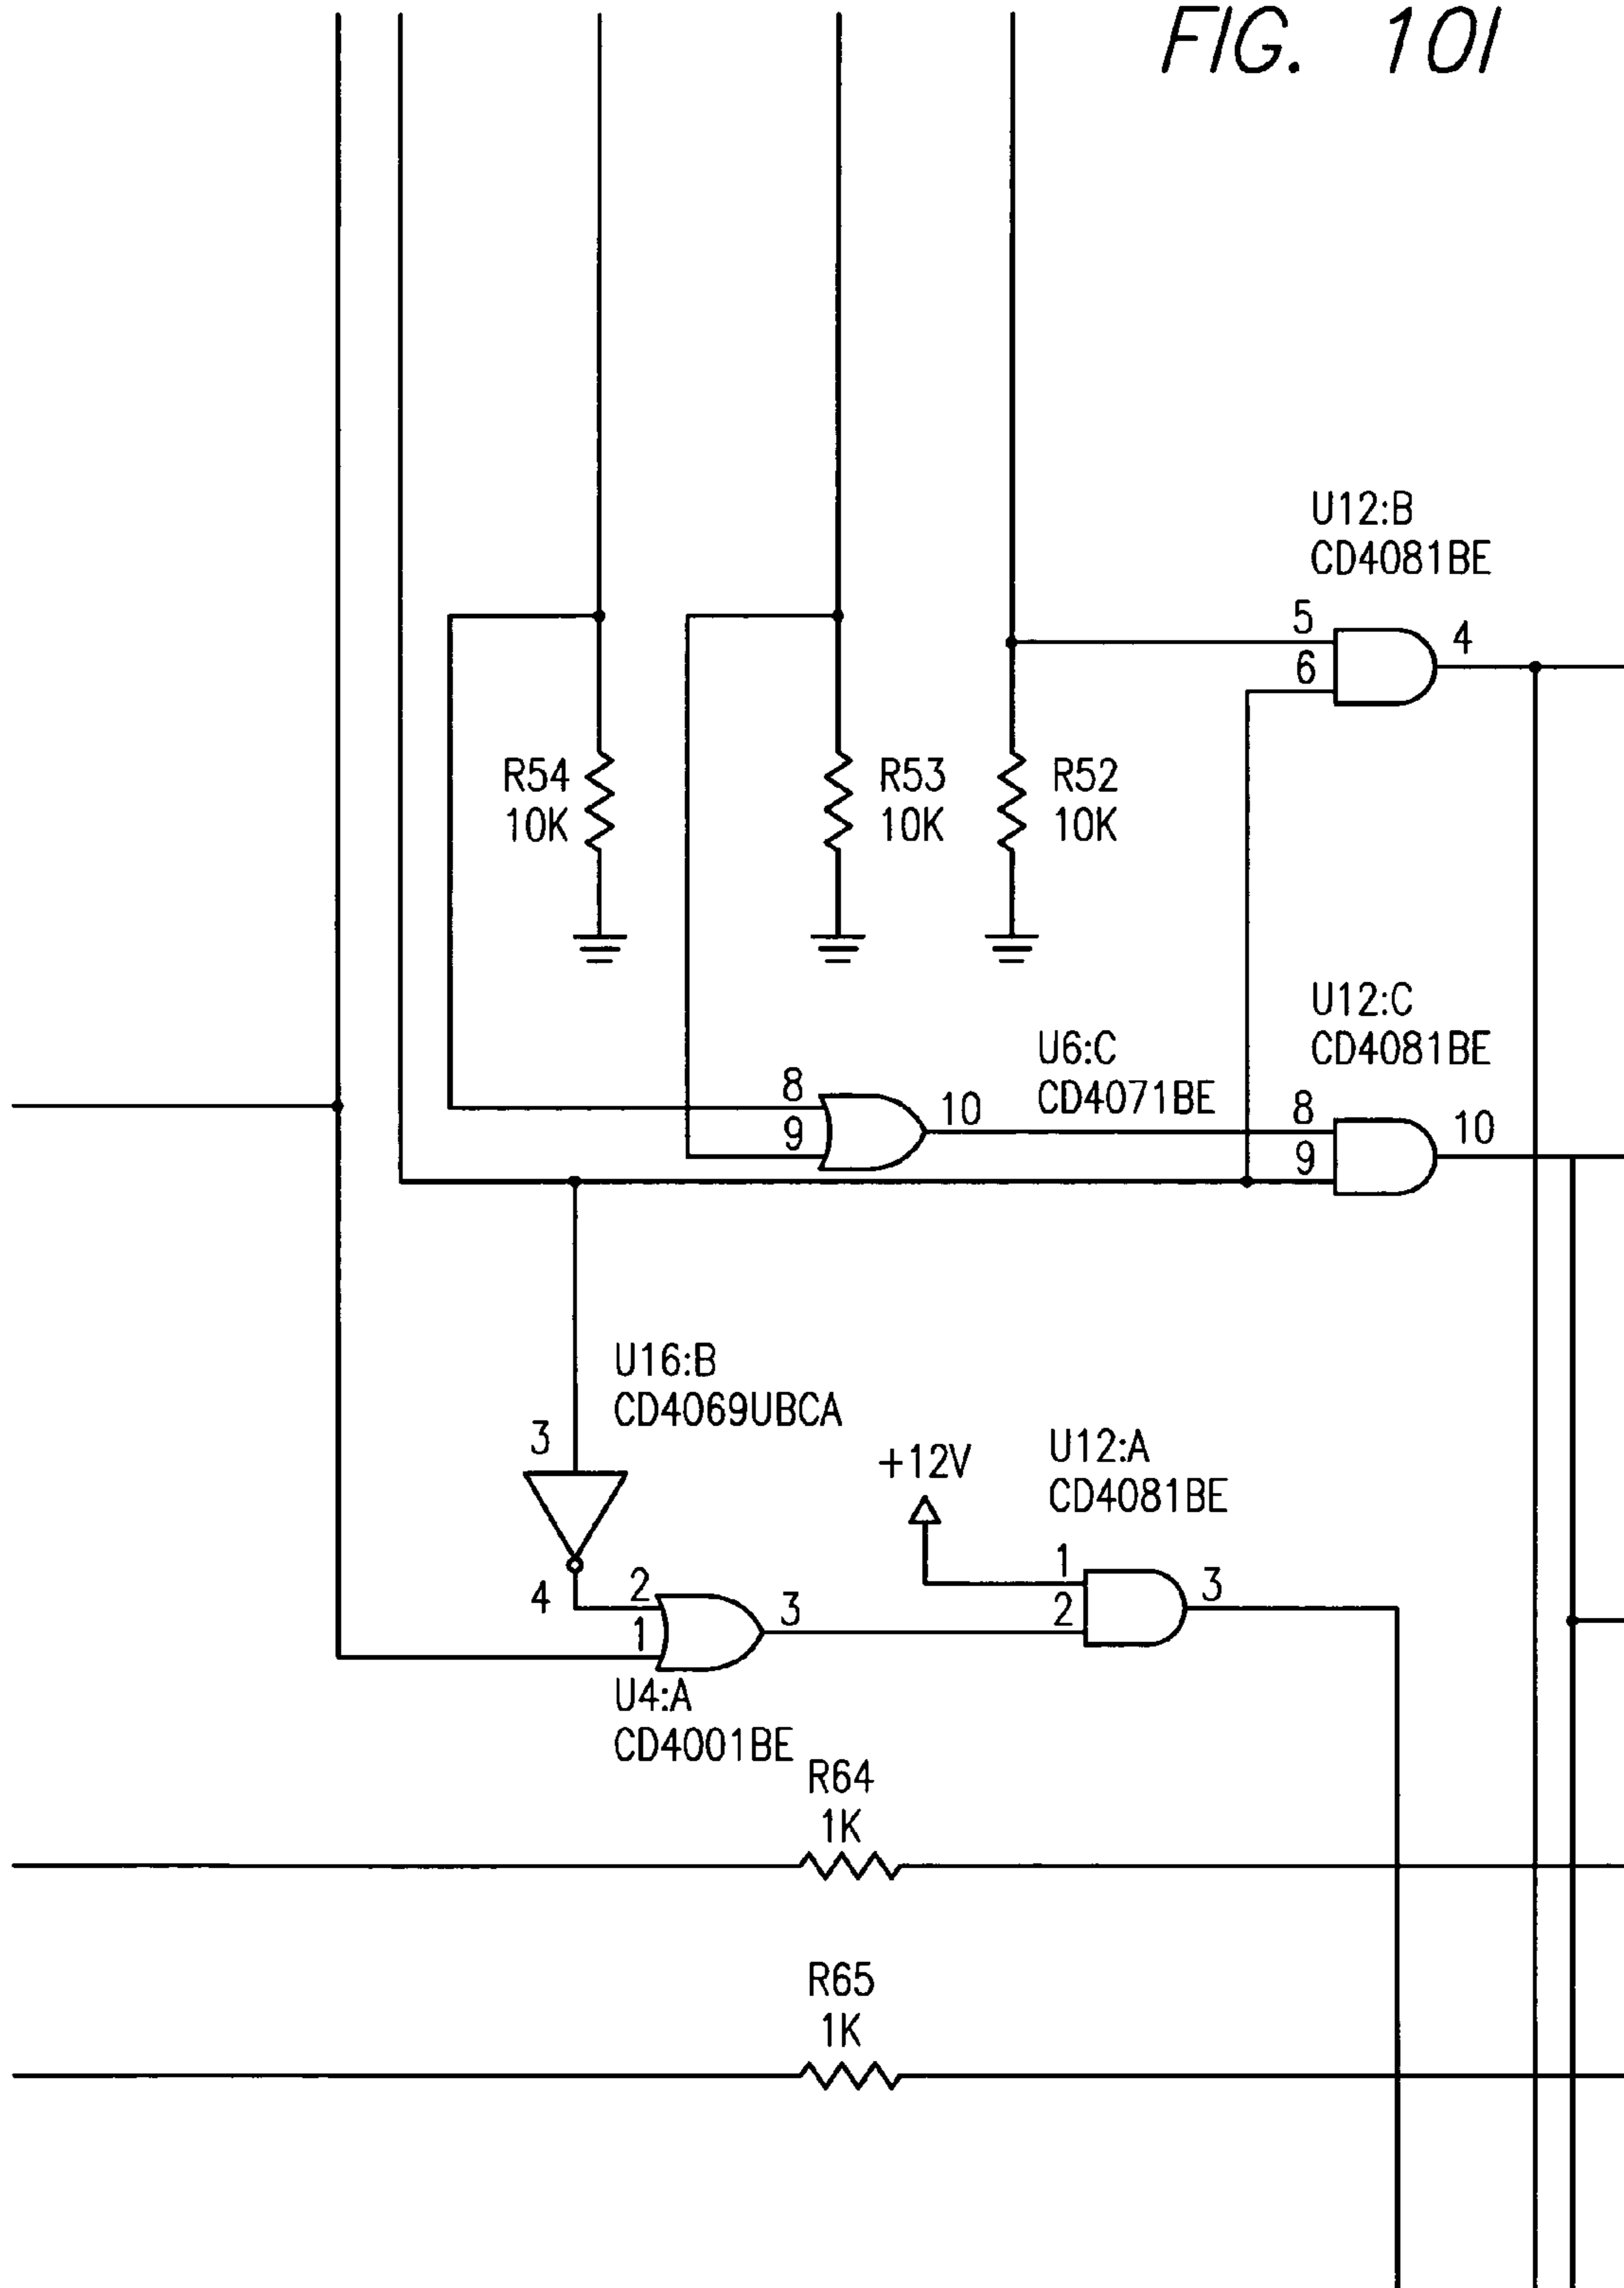 FIG. 10I
U12:B
CD4081BE
5
4
6
R54
10K
R53
10K
R52
10K
U12:C
CD4081BE
U6:C
CD4071BE
8
9
10
8
9
10
U16:B
CD4069UBCA
3
+12V
U12:A
CD4081BE
1
2
3
4
2
1
3
U4:A
CD4001BE
R64
1K
R65
1K